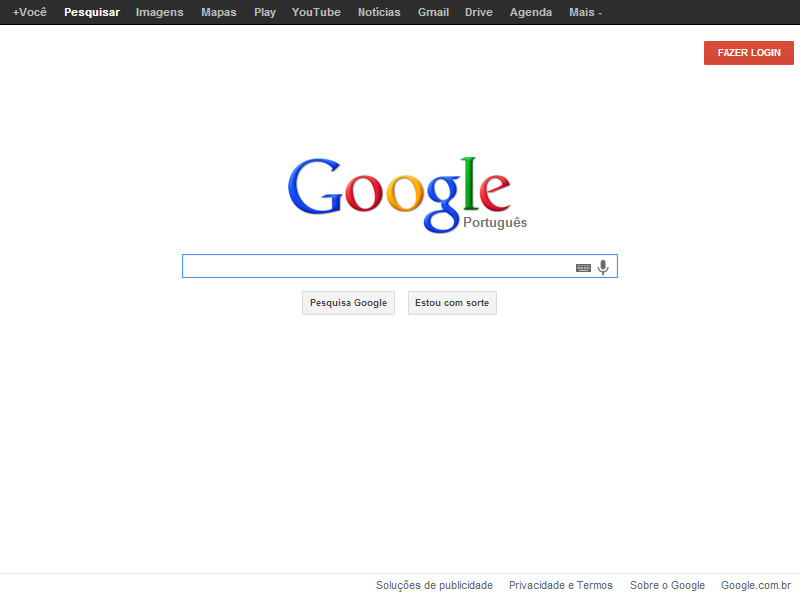 +Você Pesquisar Imagens Mapas Play YouTube Notícias Gmail Drive Agenda Mais
FAZER LOGIN
Google
Português
Pesquisa Google Estou com sorte
Soluções de publicidade Privacidade e Termos Sobre o Google Google.com.br